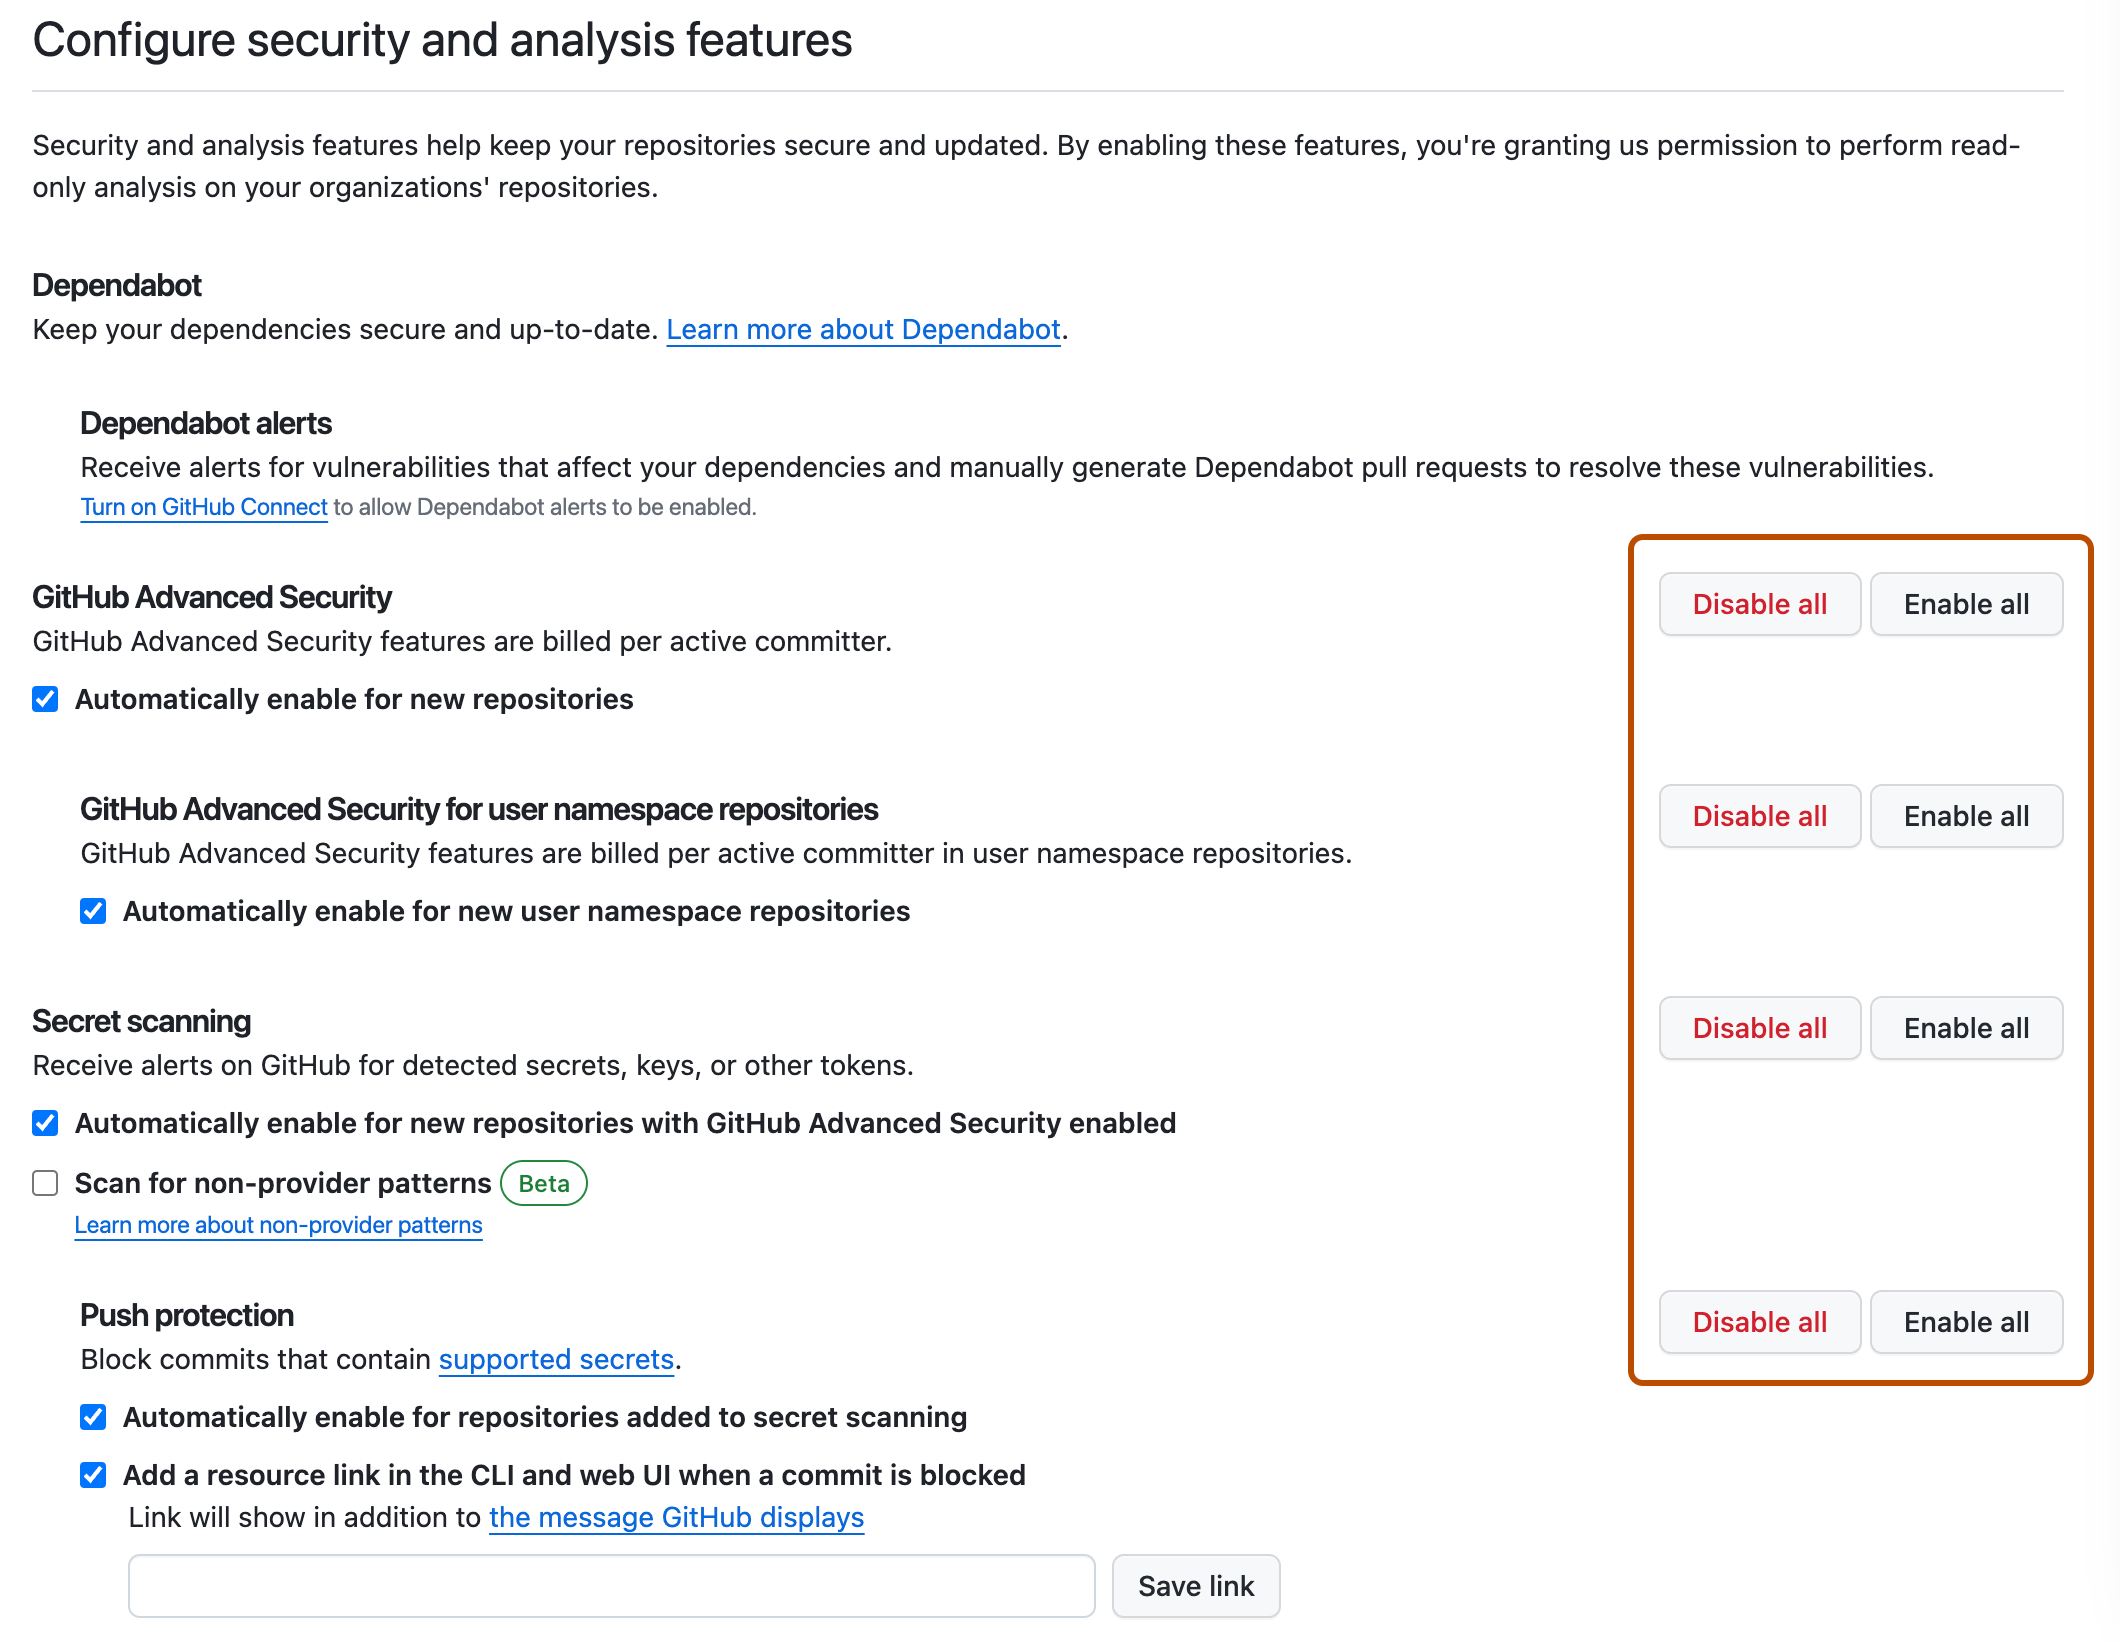 Configure security and analysis features
Security and analysis features help keep your repositories secure and updated. By enabling these features, you're granting us permission to perform read-
only analysis on your organizations' repositories.
Dependabot
Keep your dependencies secure and up-to-date. Learn more about Dependabot.
Dependabot alerts
Receive alerts for vulnerabilities that affect your dependencies and manually generate Dependabot pull requests to resolve these vulnerabilities.
Turn on GitHub Connect to allow Dependabot alerts to be enabled.
GitHub Advanced Security
Disable all Enable all
GitHub Advanced Security features are billed per active committer.
Automatically enable for new repositories
GitHub Advanced Security for user namespace repositories
Disable all Enable all
GitHub Advanced Security features are billed per active committer in user namespace repositories.
Automatically enable for new user namespace repositories
Secret scanning
Disable all Enable all
Receive alerts on GitHub for detected secrets, keys, or other tokens.
Automatically enable for new repositories with GitHub Advanced Security enabled
Scan for non-provider patterns Beta
Learn more about non-provider patterns
Push protection
Disable all Enable all
Block commits that contain supported secrets.
Automatically enable for repositories added to secret scanning
Add a resource link in the CLI and web UI when a commit is blocked
Link will show in addition to the message GitHub displays
Save link